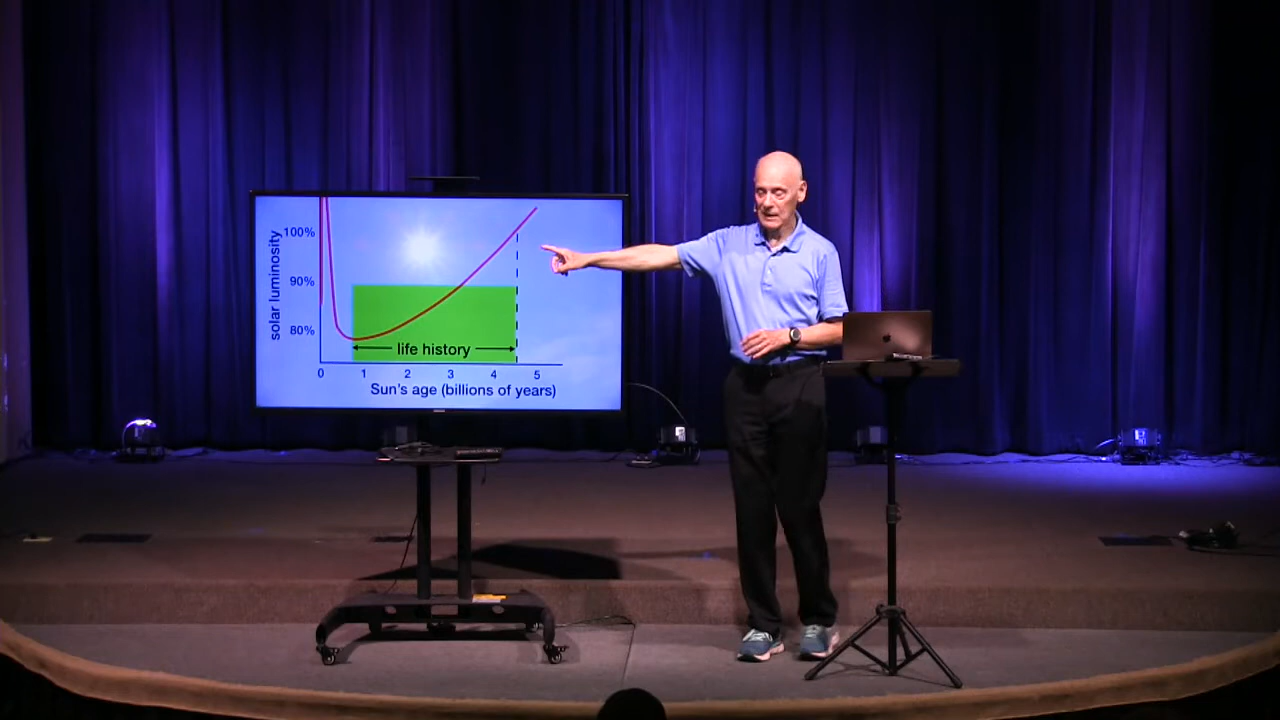 solar luminosity
100%
90%
80%
life history
0 1 2 3 4 5
Sun's age (billions of years)